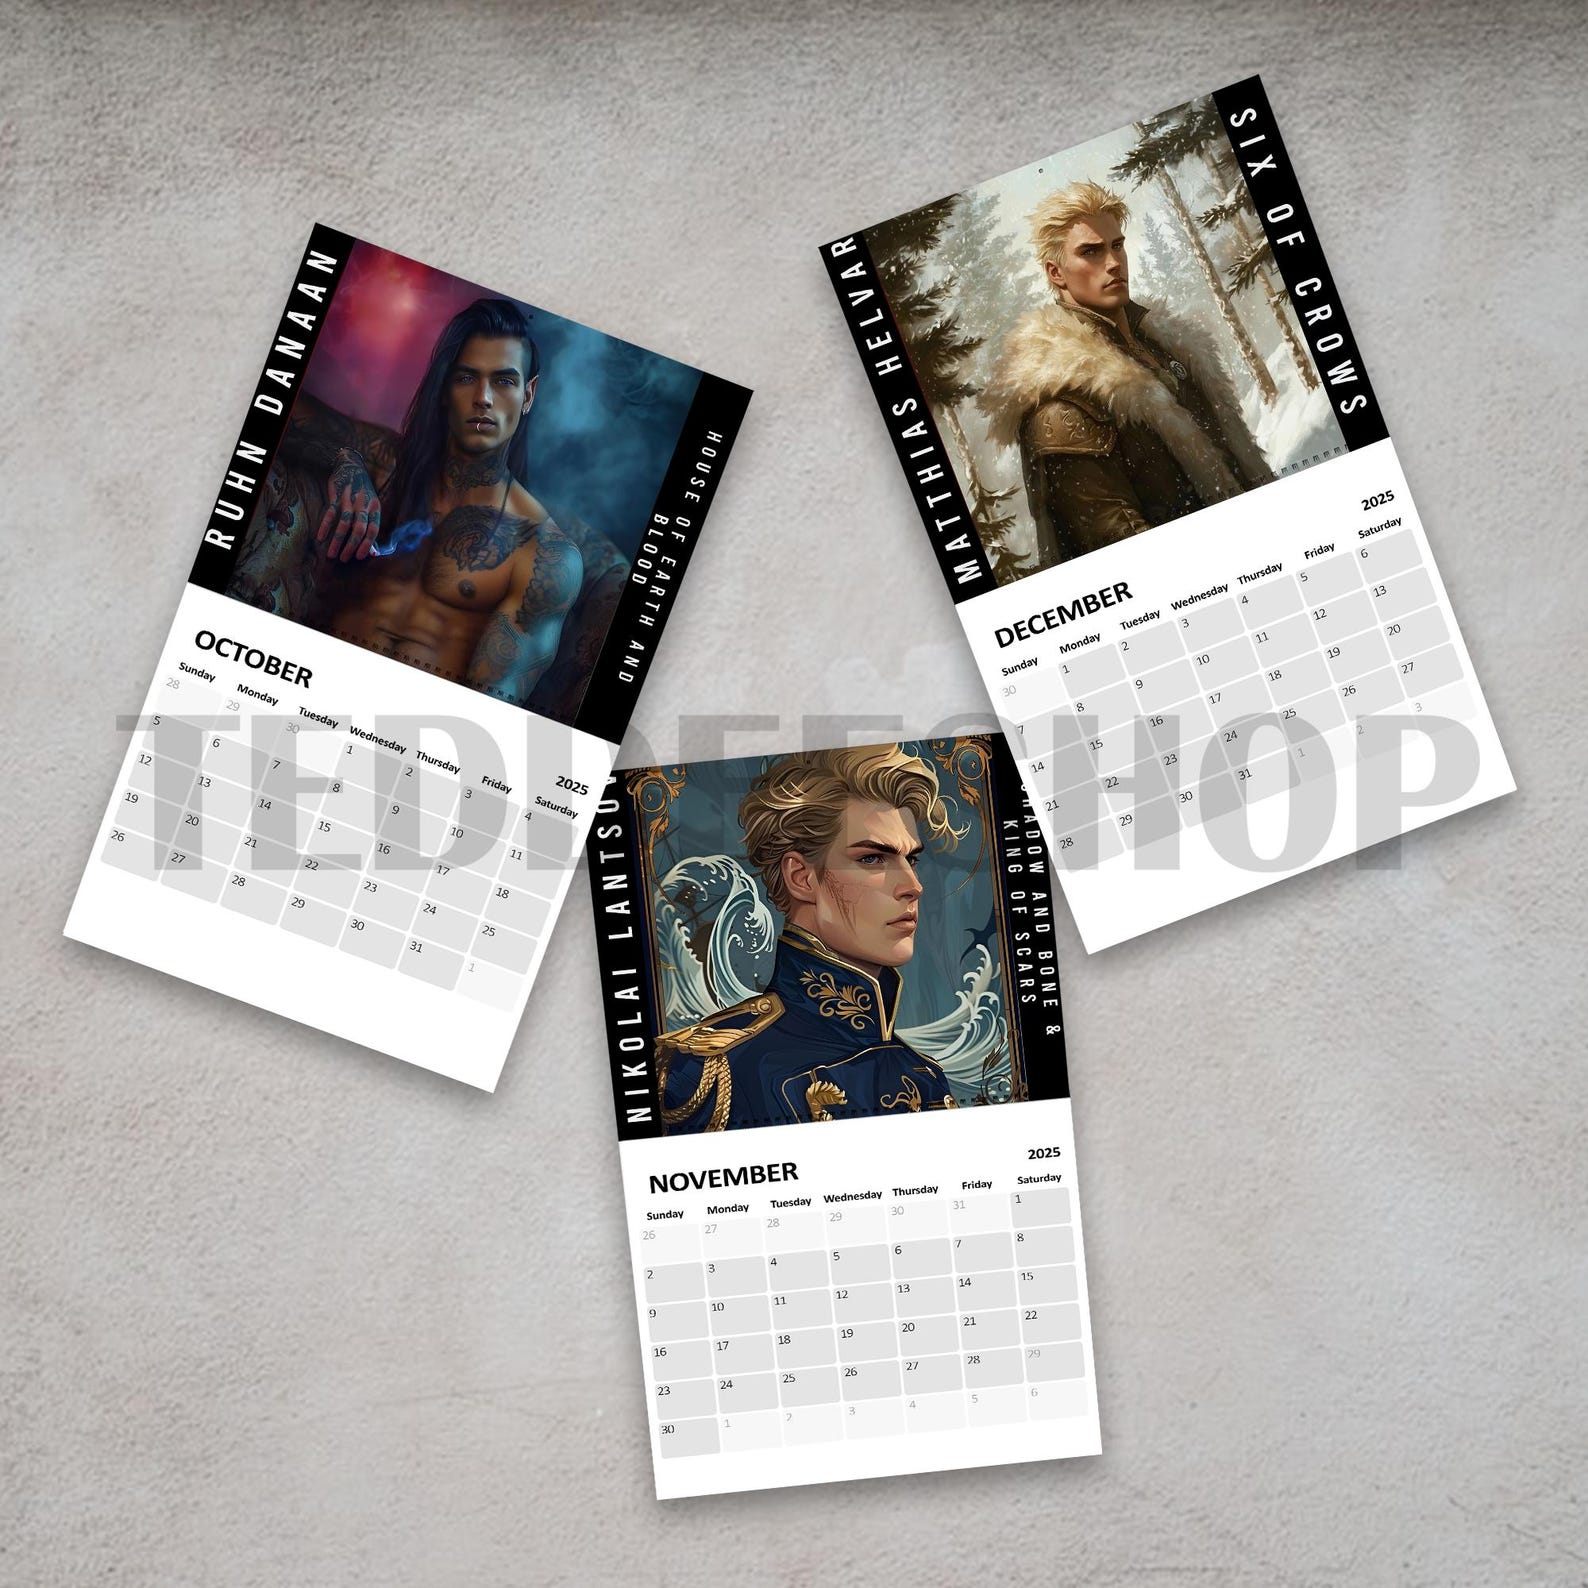 RUHN DANAAN
HOUSE OF EARTH AND
BLOOD
OCTOBER
2025
Sunday Monday Tuesday Wednesday Thursday Friday Saturday
28 29 30 1 2 3 4
5 6 7 8 9 10 11
12 13 14 15 16 17 18
19 20 21 22 23 24 25
26 27 28 29 30 31 1
MATTHIAS HELVAR
SIX OF CROWS
DECEMBER
2025
Sunday Monday Tuesday Wednesday Thursday Friday Saturday
30 1 2 3 4 5 6
7 8 9 10 11 12 13
14 15 16 17 18 19 20
21 22 23 24 25 26 27
28 29 30 31 1 2 3
NIKOLAI LANTSOV
SHADOW AND BONE &
KING OF SCARS
NOVEMBER
2025
Sunday Monday Tuesday Wednesday Thursday Friday Saturday
26 27 28 29 30 31 1
2 3 4 5 6 7 8
9 10 11 12 13 14 15
16 17 18 19 20 21 22
23 24 25 26 27 28 29
30 1 2 3 4 5 6